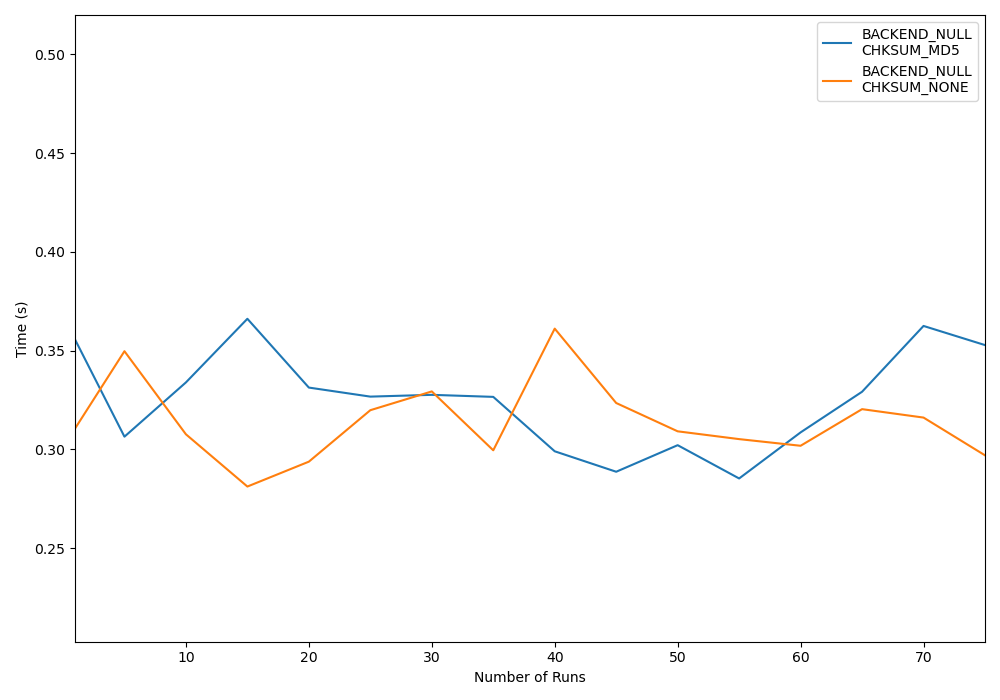 0.50
0.45
0.40
0.35
0.30
0.25
Time (s)
10
20
30
40
50
60
70
Number of Runs
BACKEND_NULL
CHKSUM_MD5
BACKEND_NULL
CHKSUM_NONE